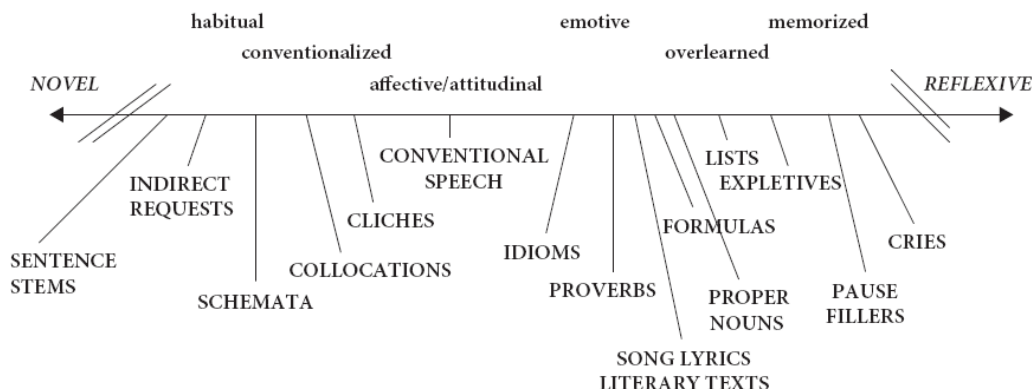 habitual
emotive
memorized
conventionalized
overlearned
NOVEL
affective/attitudinal
REFLEXIVE
CONVENTIONAL
SPEECH
LISTS
EXPLETIVES
INDIRECT
REQUESTS
CLICHES
FORMULAS
CRIES
IDIOMS
SENTENCE
STEMS
COLLOCATIONS
SCHEMATA
PROVERBS
PROPER
NOUNS
PAUSE
FILLERS
SONG LYRICS
LITERARY TEXTS